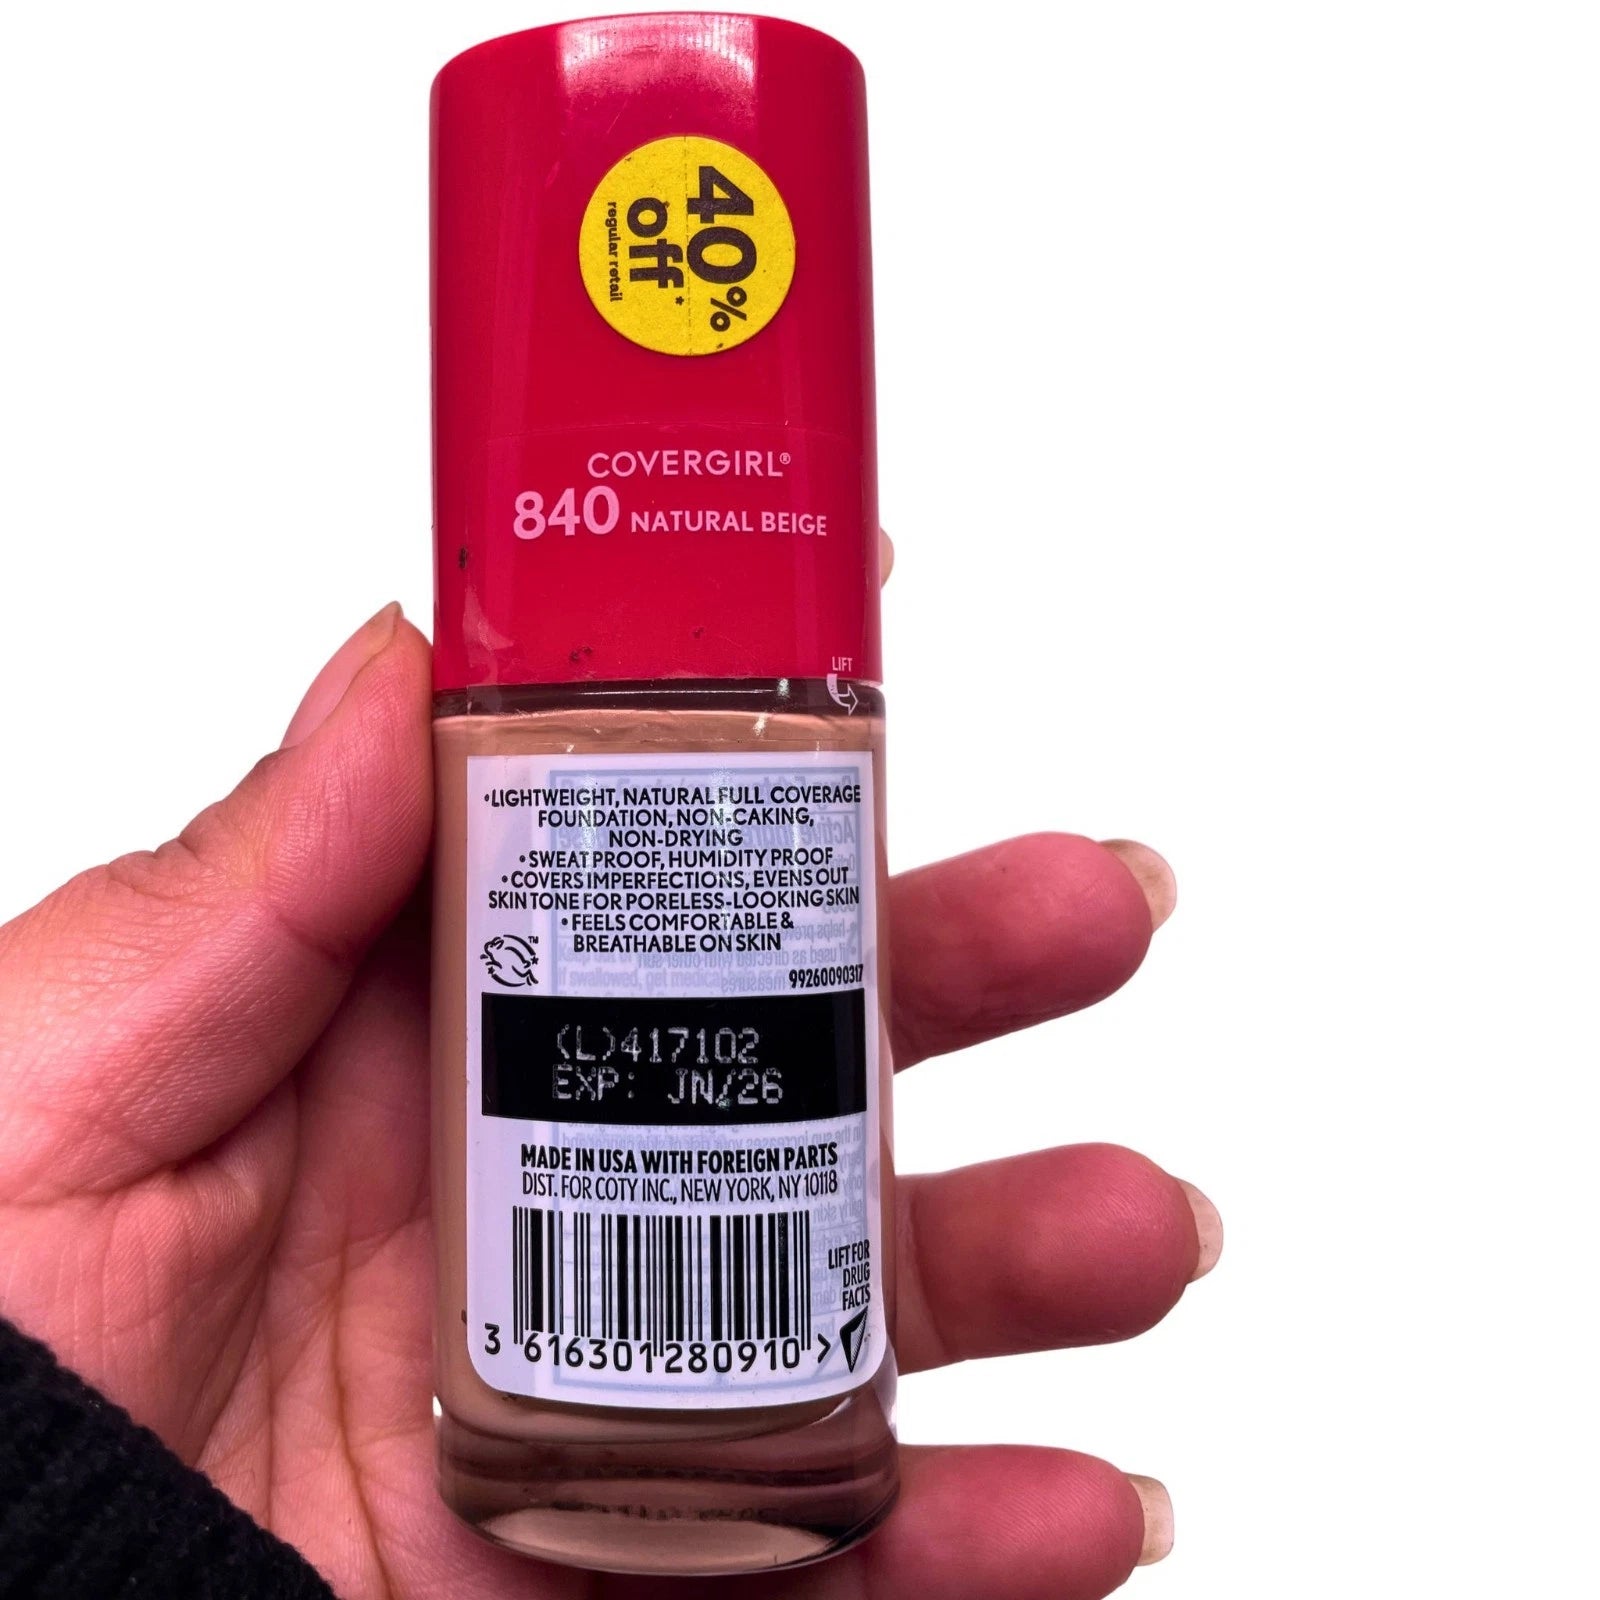 40%
off*
regular retail
COVERGIRL®
840 NATURAL BEIGE
LIFT
•LIGHTWEIGHT, NATURAL FULL COVERAGE
FOUNDATION, NON-CAKING,
NON-DRYING
•SWEATPROOF, HUMIDITY PROOF
•COVERS IMPERFECTIONS, EVENS OUT
SKIN TONE FOR PORELESS-LOOKING SKIN
•FEELS COMFORTABLE &
BREATHABLE ON SKIN
TM
99260090317
(L)417102
EXP: JN/26
MADE IN USA WITH FOREIGN PARTS
DIST. FOR COTY INC., NEW YORK, NY 10118
LIFT FOR
DRUG
FACTS
3 616301 280910 >